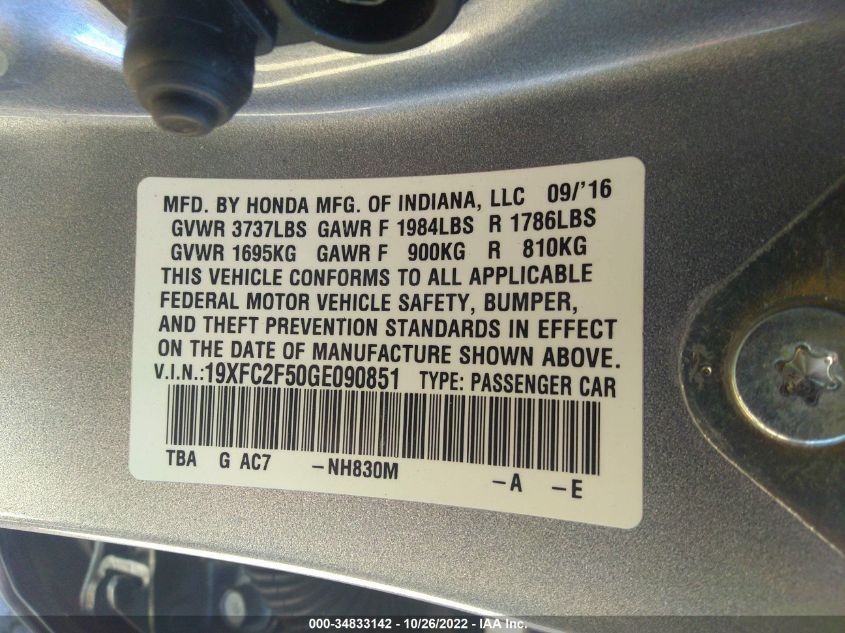 MFD. BY HONDA MFG. OF INDIANA, LLC 09/'16
GVWR 3737LBS GAWR F 1984LBS R 1786LBS
GVWR 1695KG GAWR F 900KG R 810KG
THIS VEHICLE CONFORMS TO ALL APPLICABLE
FEDERAL MOTOR VEHICLE SAFETY, BUMPER,
AND THEFT PREVENTION STANDARDS IN EFFECT
ON THE DATE OF MANUFACTURE SHOWN ABOVE.
V.I.N.:19XFC2F50GE090851 TYPE: PASSENGER CAR
TBA G AC7 -NH830M -A -E
000-34833142 - 10/26/2022 - IAA Inc.